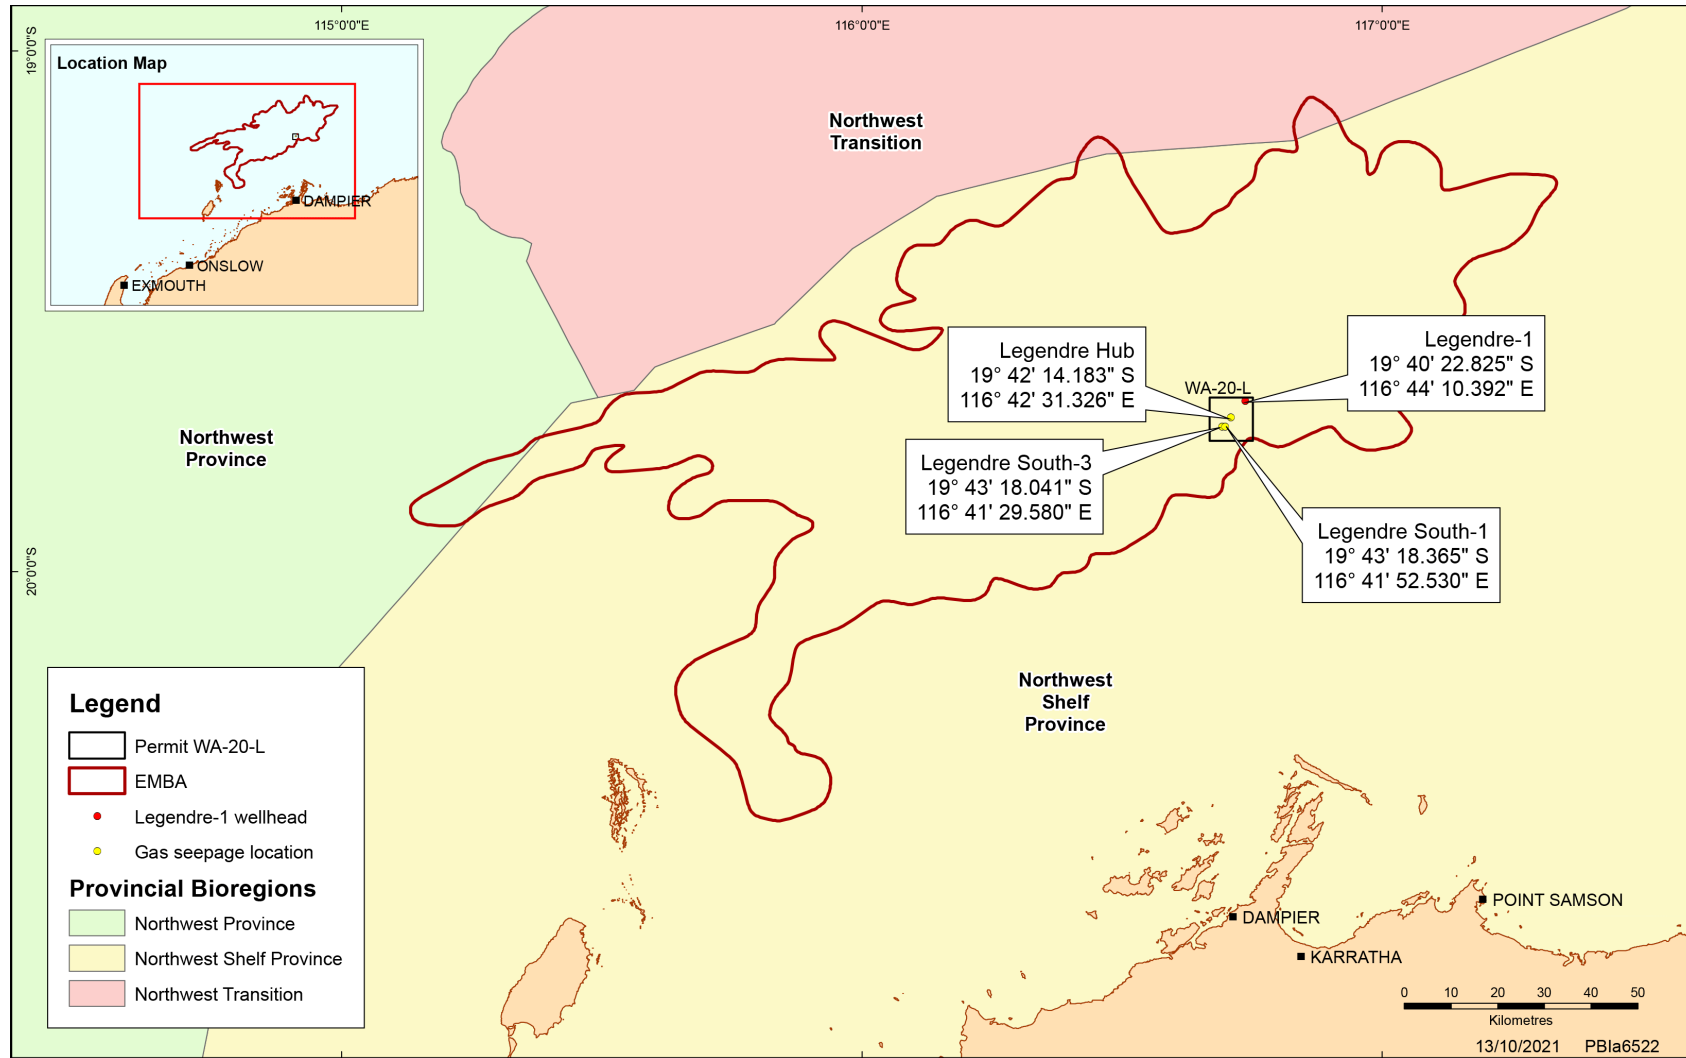 115°0'0"E
116°0'0"E
117°0'0"E
19°0'0"S
20°0'0"S
Location Map
DAMPIER
ONSLOW
EXMOUTH
Northwest
Transition
Northwest
Province
Legendre Hub
19° 42' 14.183" S
116° 42' 31.326" E
WA-20-L
Legendre-1
19° 40' 22.825" S
116° 44' 10.392" E
Legendre South-3
19° 43' 18.041" S
116° 41' 29.580" E
Legendre South-1
19° 43' 18.365" S
116° 41' 52.530" E
Northwest
Shelf
Province
Legend
Permit WA-20-L
EMBA
Legendre-1 wellhead
Gas seepage location
Provincial Bioregions
Northwest Province
Northwest Shelf Province
Northwest Transition
DAMPIER
KARRATHA
POINT SAMSON
0 10 20 30 40 50
Kilometres
13/10/2021 PBIa6522